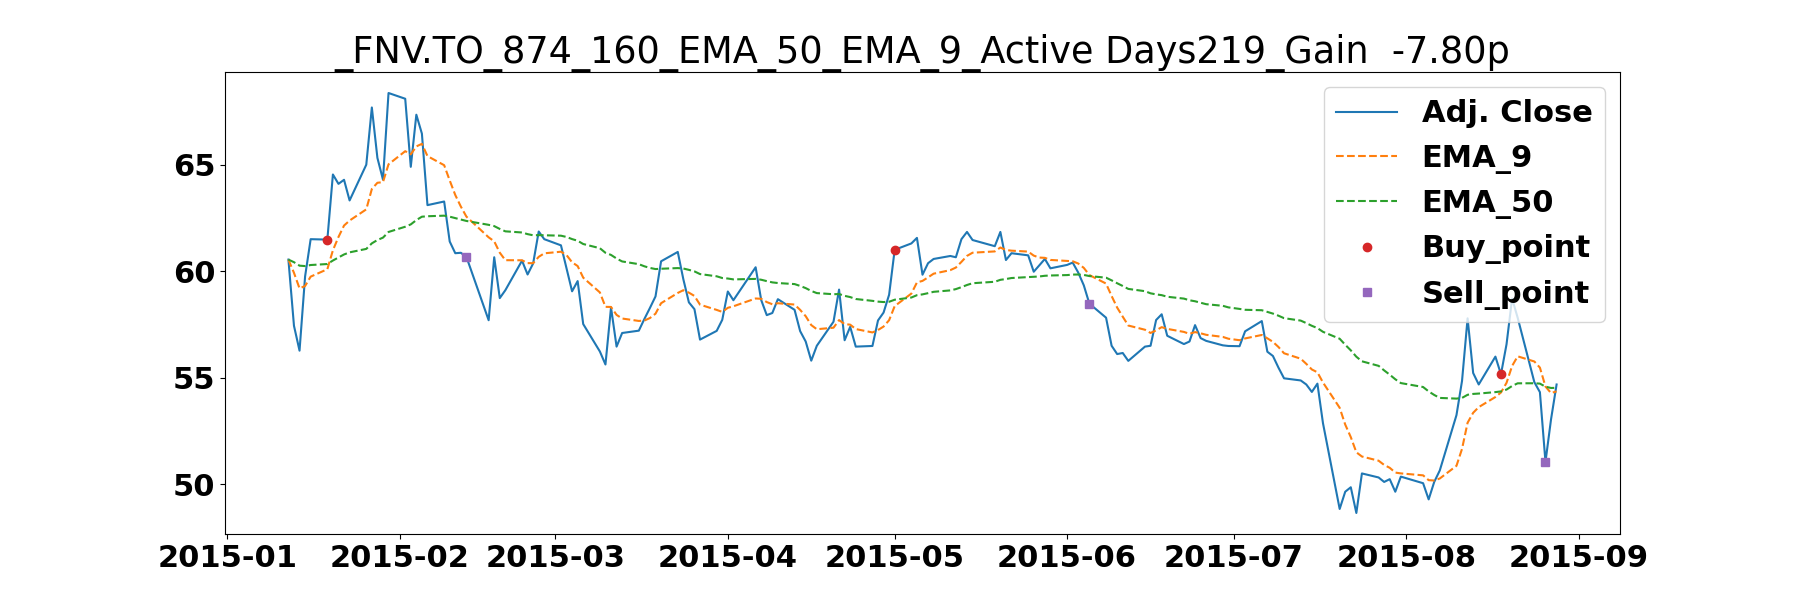 _FNV.TO_874_160_EMA_50_EMA_9_Active Days219_Gain  -7.80p
Adj. Close
EMA_9
EMA_50
Buy_point
Sell_point
65
60
55
50
2015-01 2015-02 2015-03 2015-04 2015-05 2015-06 2015-07 2015-08 2015-09